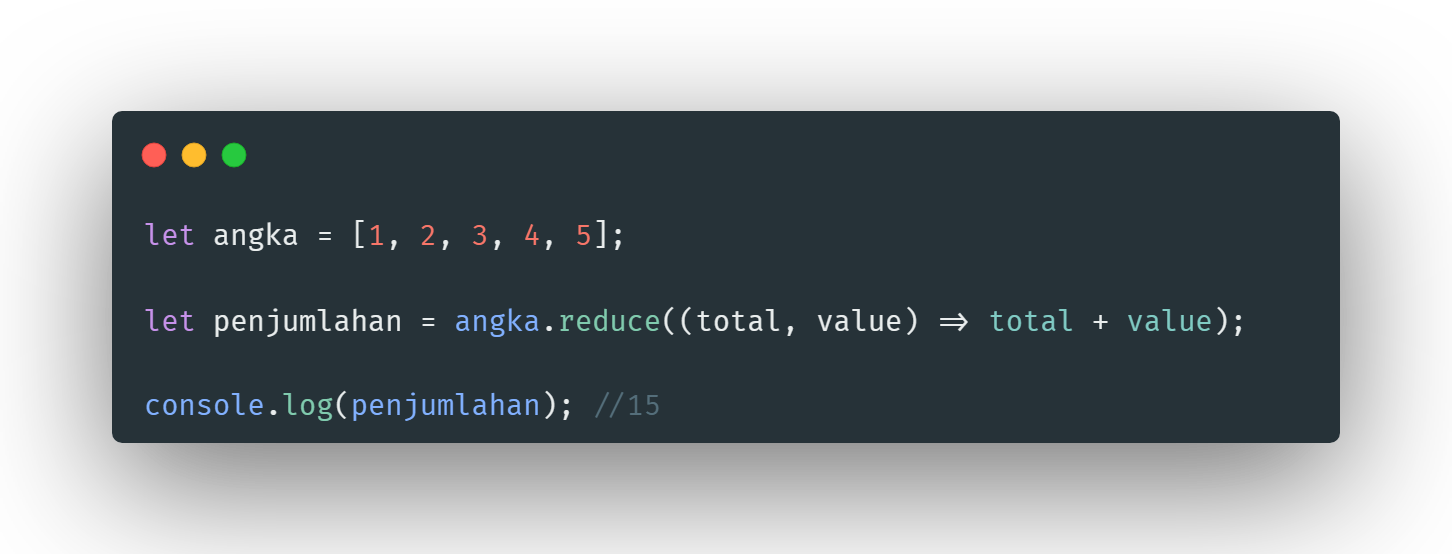 let angka = [1, 2, 3, 4, 5];
let penjumlahan = angka.reduce((total, value) => total + value);
console.log(penjumlahan); //15